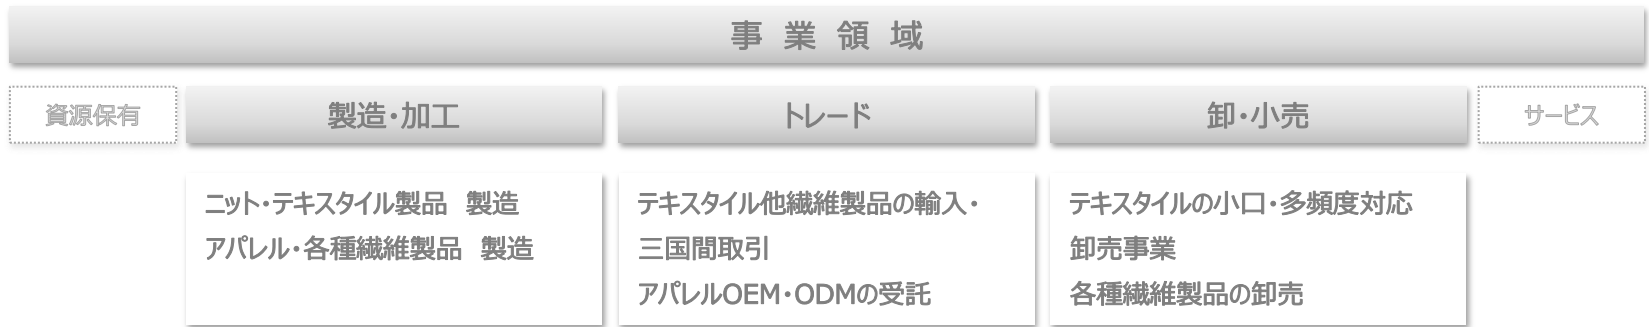 事 業 領 域
資源保有
製造・加工
トレード
卸・小売
サービス
ニット・テキスタイル製品　製造
アパレル・各種繊維製品　製造
テキスタイル他繊維製品の輸入・
三国間取引
アパレルOEM・ODMの受託
テキスタイルの小口・多頻度対応
卸売事業
各種繊維製品の卸売